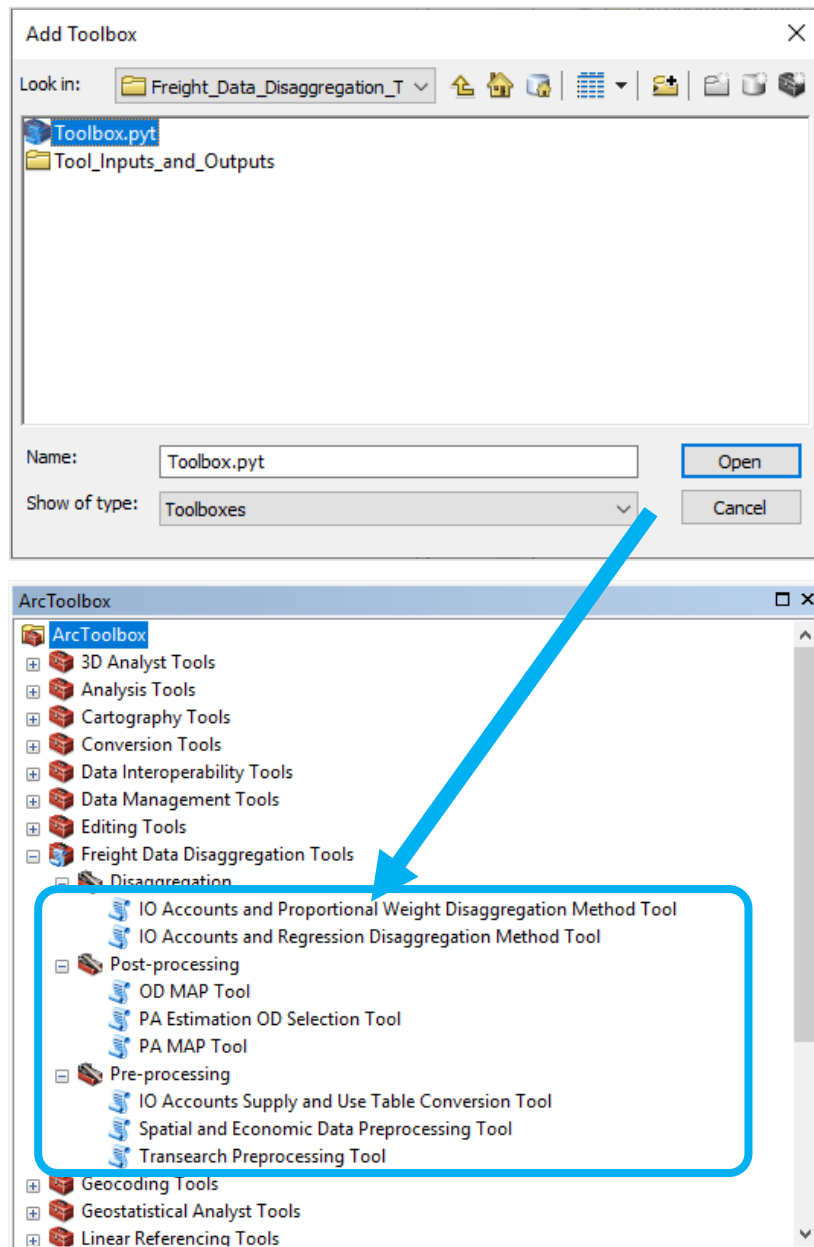 Add Toolbox
Look in: Freight_Data_Disaggregation_T
Toolbox.pyt
Tool_Inputs_and_Outputs
Name: Toolbox.pyt Open
Show of type: Toolboxes Cancel
ArcToolbox
ArcToolbox
3D Analyst Tools
Analysis Tools
Cartography Tools
Conversion Tools
Data Interoperability Tools
Data Management Tools
Editing Tools
Freight Data Disaggregation Tools
Disaggregation
IO Accounts and Proportional Weight Disaggregation Method Tool
IO Accounts and Regression Disaggregation Method Tool
Post-processing
OD MAP Tool
PA Estimation OD Selection Tool
PA MAP Tool
Pre-processing
IO Accounts Supply and Use Table Conversion Tool
Spatial and Economic Data Preprocessing Tool
Transearch Preprocessing Tool
Geocoding Tools
Geostatistical Analyst Tools
Linear Referencing Tools